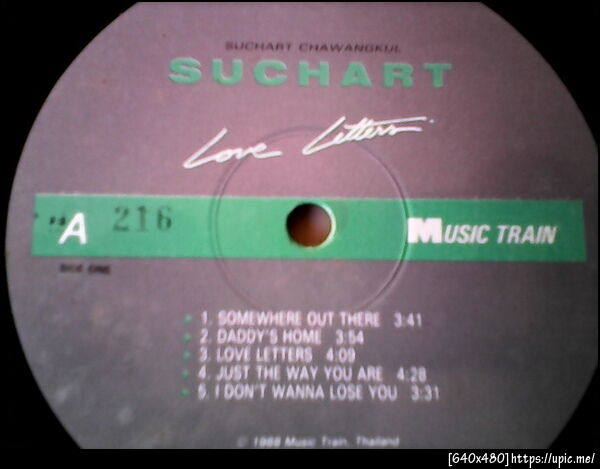 SUCHART CHAWANGKUL
SUCHART
Love Letters
A 216 MUSIC TRAIN
SIDE ONE
1. SOMEWHERE OUT THERE 3:41
2. DADDY'S HOME 3:54
3. LOVE LETTERS 4:09
4. JUST THE WAY YOU ARE 4:28
5. I DON'T WANNA LOSE YOU 3:31
© 1988 Music Train, Thailand
[640x480]https://upic.me/